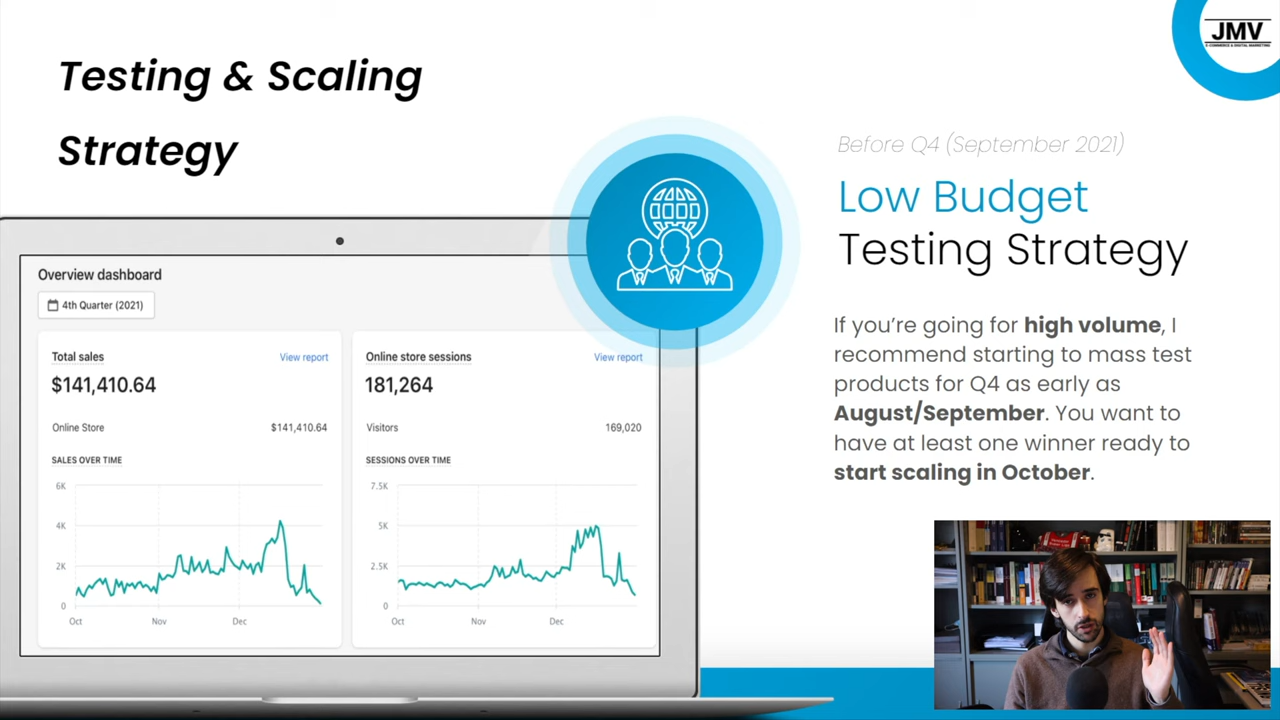 Testing & Scaling
Strategy
JMV
E-COMMERCE & DIGITAL MARKETING
Before Q4 (September 2021)
Low Budget
Testing Strategy
If you’re going for high volume, I
recommend starting to mass test
products for Q4 as early as
August/September. You want to
have at least one winner ready to
start scaling in October.
Overview dashboard
4th Quarter (2021)
Total sales View report
$141,410.64
Online Store $141,410.64
SALES OVER TIME
6K
4K
2K
0
Oct Nov Dec
Online store sessions View report
181,264
Visitors 169,020
SESSIONS OVER TIME
7.5K
5K
2.5K
0
Oct Nov Dec